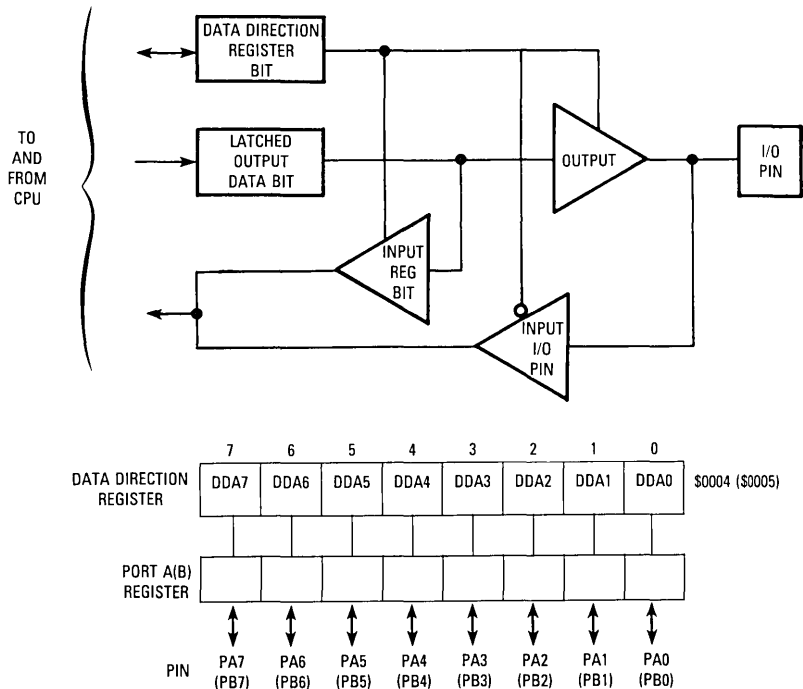 DATA DIRECTION
REGISTER
BIT
TO
AND
FROM
CPU
LATCHED
OUTPUT
DATA BIT
OUTPUT
I/O
PIN
INPUT
REG
BIT
INPUT
I/O
PIN
7 6 5 4 3 2 1 0
DATA DIRECTION
REGISTER
DDA7 DDA6 DDA5 DDA4 DDA3 DDA2 DDA1 DDA0 $0004 ($0005)
PORT A(B)
REGISTER
PIN PA7 PA6 PA5 PA4 PA3 PA2 PA1 PA0
(PB7) (PB6) (PB5) (PB4) (PB3) (PB2) (PB1) (PB0)